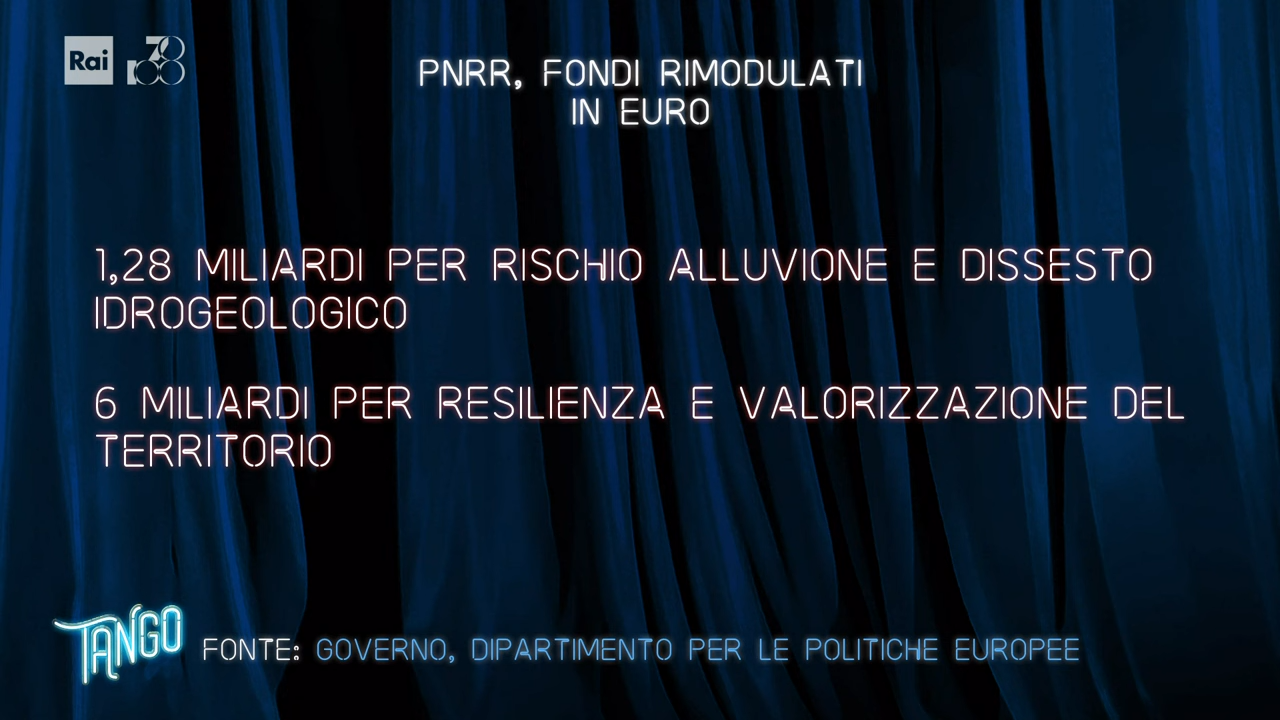 Rai
PNRR, FONDI RIMODULATI
IN EURO
1,28 MILIARDI PER RISCHIO ALLUVIONE E DISSESTO
IDROGEOLOGICO
6 MILIARDI PER RESILIENZA E VALORIZZAZIONE DEL
TERRITORIO
TANGO
FONTE: GOVERNO, DIPARTIMENTO PER LE POLITICHE EUROPEE